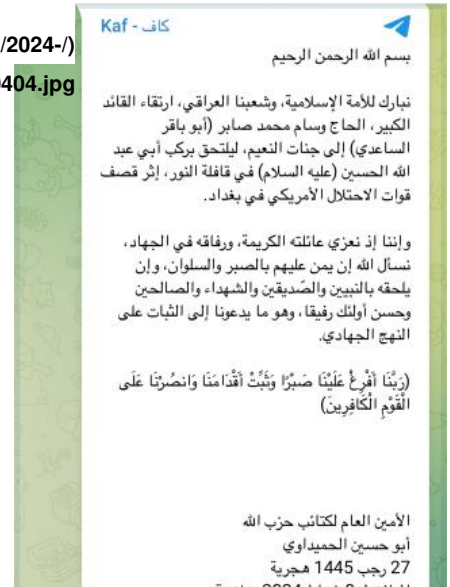 /2024-/)
404.jpg
كاف - Kaf
بسم الله الرحمن الرحيم
نبارك للأمة الإسلامية، وشعبنا العراقي، ارتقاء القائد
الكبير، الحاج وسام محمد صابر (أبو باقر
الساعدي) إلى جنات النعيم، ليلتحق بركب أبي عبد
الله الحسين (عليه السلام) في قافلة النور، إثر قصف
قوات الاحتلال الأمريكي في بغداد.
وإننا إذ نعزي عائلته الكريمة، ورفاقه في الجهاد،
نسأل الله إن يمن عليهم بالصبر والسلوان، وإن
يلحقه بالنبيين والصّديقين والشهداء والصالحين
وحسن أولئك رفيقا، وهو ما يدعونا إلى الثبات على
النهج الجهادي.
(رَبَّنَا أَفْرِغْ عَلَيْنَا صَبْرًا وَثَبِّتْ أَقْدَامَنَا وَانصُرْنَا عَلَى
الْقَوْمِ الْكَافِرِينَ)
الأمين العام لكتائب حزب الله
أبو حسين الحميداوي
27 رجب 1445 هجرية